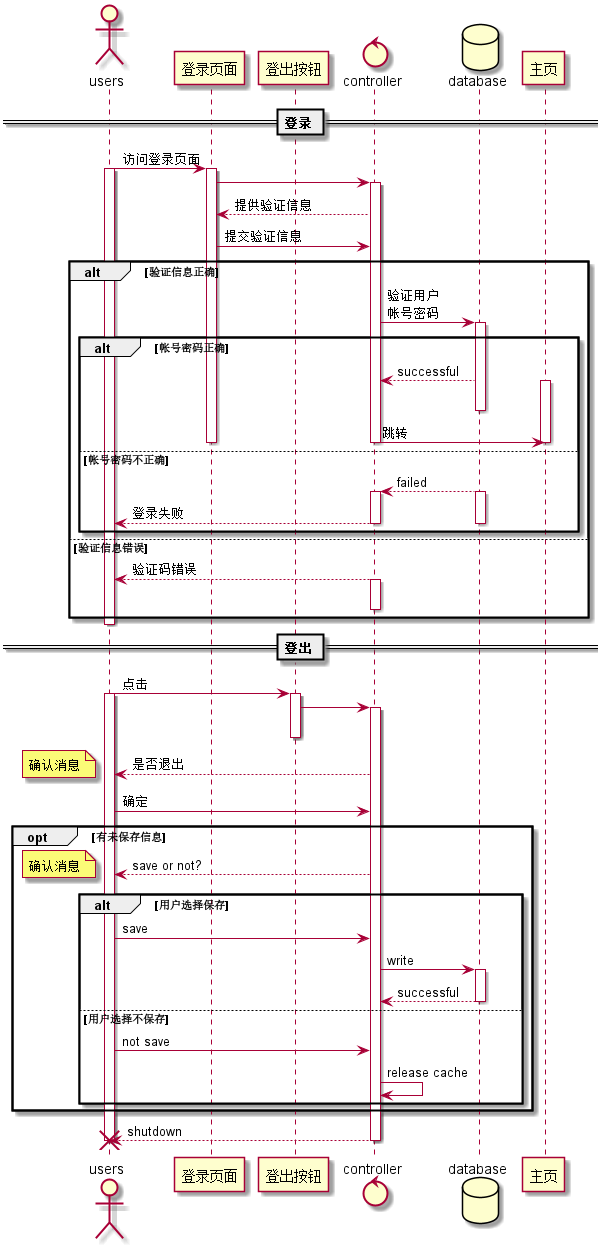 users
登录页面
登出按钮
controller
database
主页
登录
访问登录页面
提供验证信息
提交验证信息
alt
[验证信息正确]
验证用户
帐号密码
alt
[帐号密码正确]
successful
跳转
[帐号密码不正确]
failed
登录失败
[验证信息错误]
验证码错误
登出
点击
确认消息
是否退出
确定
opt
[有未保存信息]
确认消息
save or not?
alt
[用户选择保存]
save
write
successful
[用户选择不保存]
not save
release cache
shutdown
users
登录页面
登出按钮
controller
database
主页